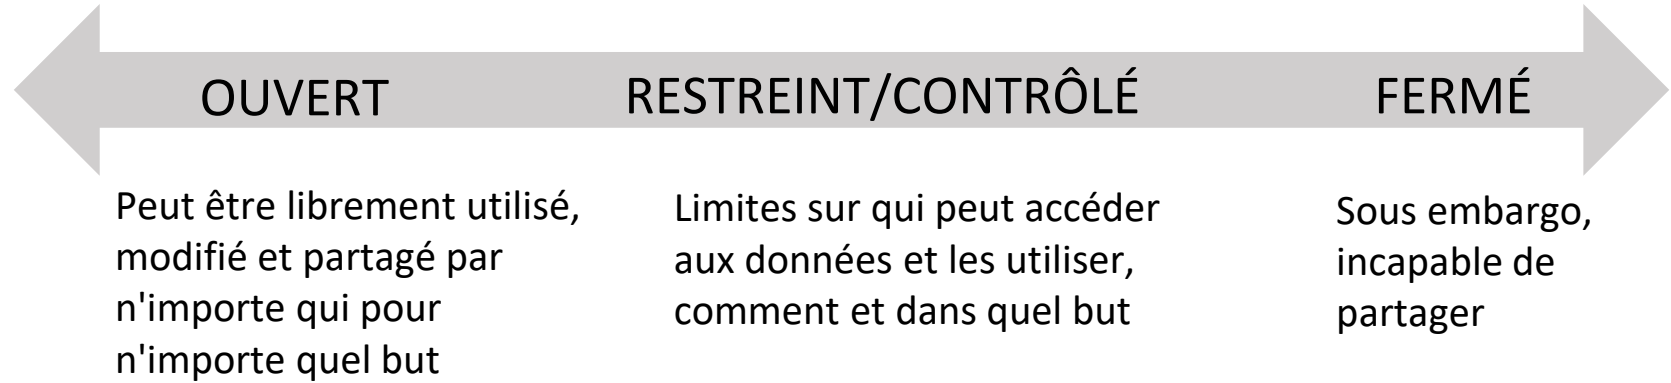 OUVERT
RESTREINT/CONTRÔLÉ
FERMÉ
Peut être librement utilisé,
modifié et partagé par
n'importe qui pour
n'importe quel but
Limites sur qui peut accéder
aux données et les utiliser,
comment et dans quel but
Sous embargo,
incapable de
partager